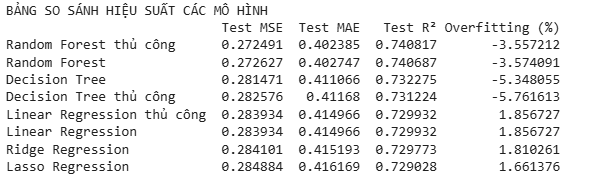 BẢNG SO SÁNH HIỆU SUẤT CÁC MÔ HÌNH
Test MSE Test MAE Test R² Overfitting (%)
Random Forest thủ công 0.272491 0.402385 0.740817 -3.557212
Random Forest 0.272627 0.402747 0.740687 -3.574091
Decision Tree 0.281471 0.411066 0.732275 -5.348055
Decision Tree thủ công 0.282576 0.41168 0.731224 -5.761613
Linear Regression thủ công 0.283934 0.414966 0.729932 1.856727
Linear Regression 0.283934 0.414966 0.729932 1.856727
Ridge Regression 0.284101 0.415193 0.729773 1.810261
Lasso Regression 0.284884 0.416169 0.729028 1.661376